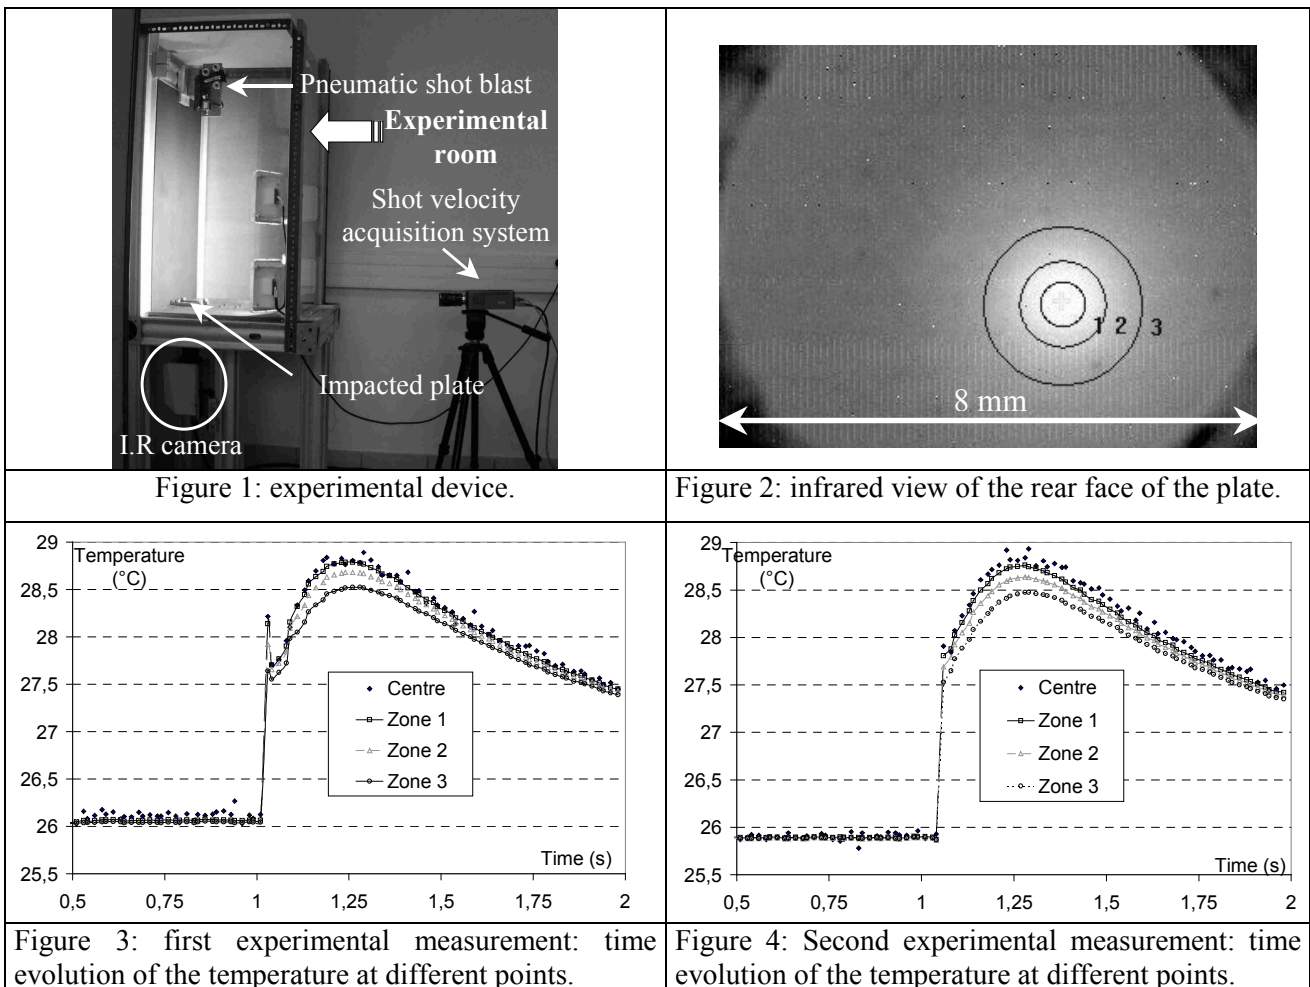 Pneumatic shot blast
Experimental
room
Shot velocity
acquisition system
Impacted plate
I.R camera
Figure 1: experimental device.
1 2 3
8 mm
Figure 2: infrared view of the rear face of the plate.
29
28,5
28
27,5
27
26,5
26
25,5
Temperature
(°C)
Centre
Zone 1
Zone 2
Zone 3
Time (s)
0,5 0,75 1 1,25 1,5 1,75 2
Figure 3: first experimental measurement: time
evolution of the temperature at different points.
29
28,5
28
27,5
27
26,5
26
25,5
Temperature
(°C)
Centre
Zone 1
Zone 2
Zone 3
Time (s)
0,5 0,75 1 1,25 1,5 1,75 2
Figure 4: Second experimental measurement: time
evolution of the temperature at different points.